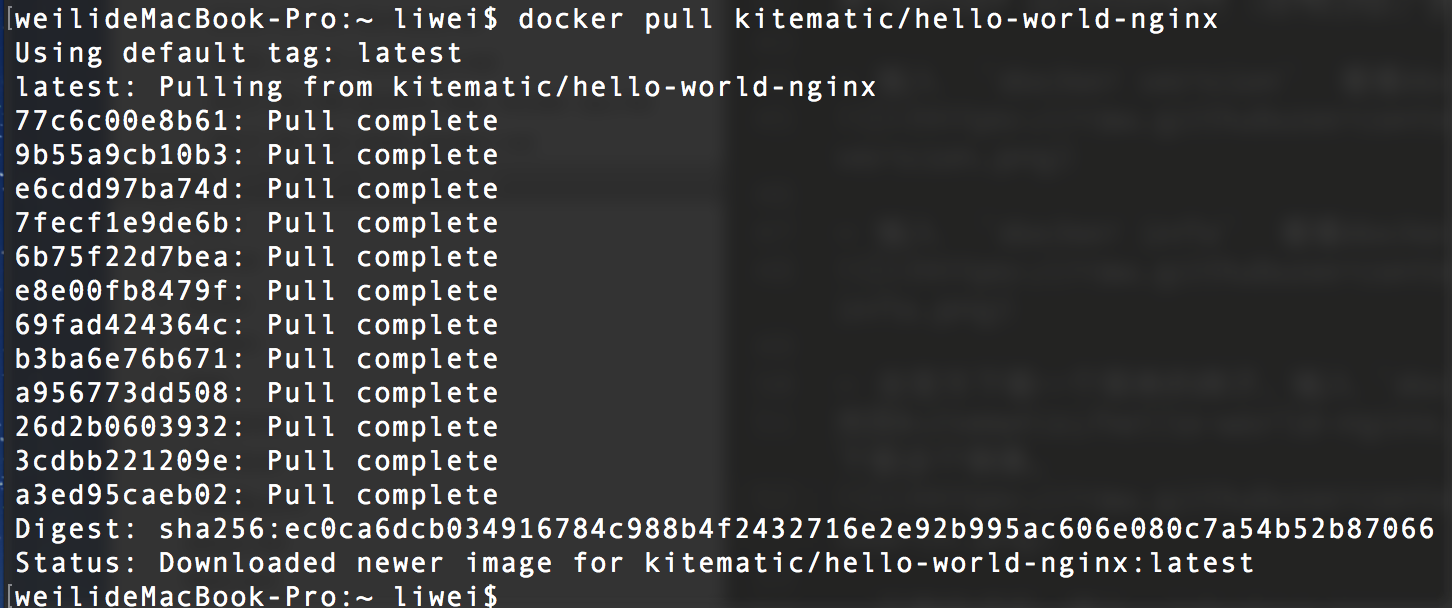 [weilideMacBook-Pro:~ liwei$ docker pull kitematic/hello-world-nginx
Using default tag: latest
latest: Pulling from kitematic/hello-world-nginx
77c6c00e8b61: Pull complete
9b55a9cb10b3: Pull complete
e6cdd97ba74d: Pull complete
7fecf1e9de6b: Pull complete
6b75f22d7bea: Pull complete
e8e00fb8479f: Pull complete
69fad424364c: Pull complete
b3ba6e76b671: Pull complete
a956773dd508: Pull complete
26d2b0603932: Pull complete
3cdbb221209e: Pull complete
a3ed95caeb02: Pull complete
Digest: sha256:ec0ca6dcb034916784c988b4f2432716e2e92b995ac606e080c7a54b52b87066
Status: Downloaded newer image for kitematic/hello-world-nginx:latest
[weilideMacBook-Pro:~ liwei$